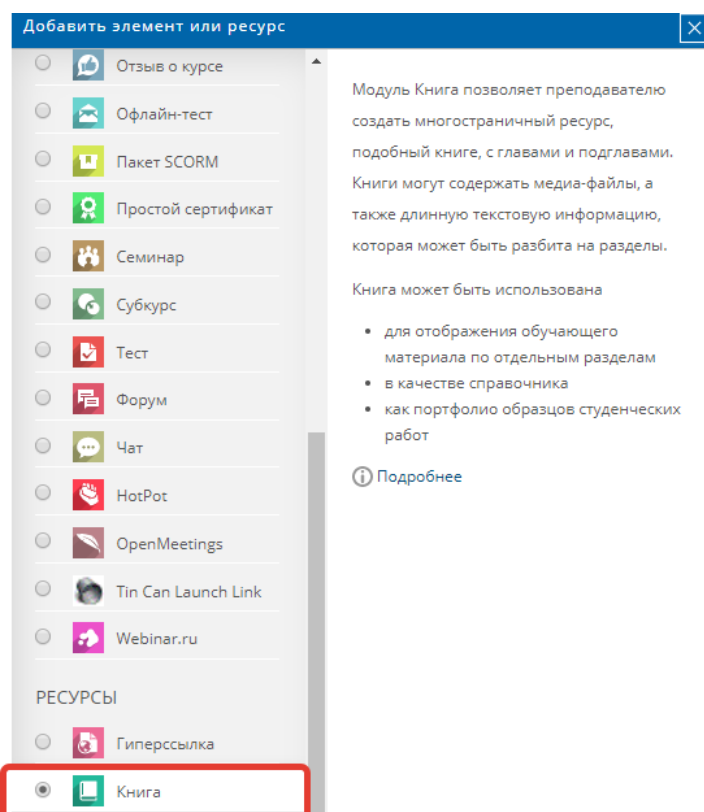 Добавить элемент или ресурс
Отзыв о курсе
Офлайн-тест
Пакет SCORM
Простой сертификат
Семинар
Субкурс
Тест
Форум
Чат
HotPot
OpenMeetings
Tin Can Launch Link
Webinar.ru
РЕСУРСЫ
Гиперссылка
Книга
Модуль Книга позволяет преподавателю
создать многостраничный ресурс,
подобный книге, с главами и подглавами.
Книги могут содержать медиа-файлы, а
также длинную текстовую информацию,
которая может быть разбита на разделы.
Книга может быть использована
для отображения обучающего
материала по отдельным разделам
в качестве справочника
как портфолио образцов студенческих
работ
Подробнее